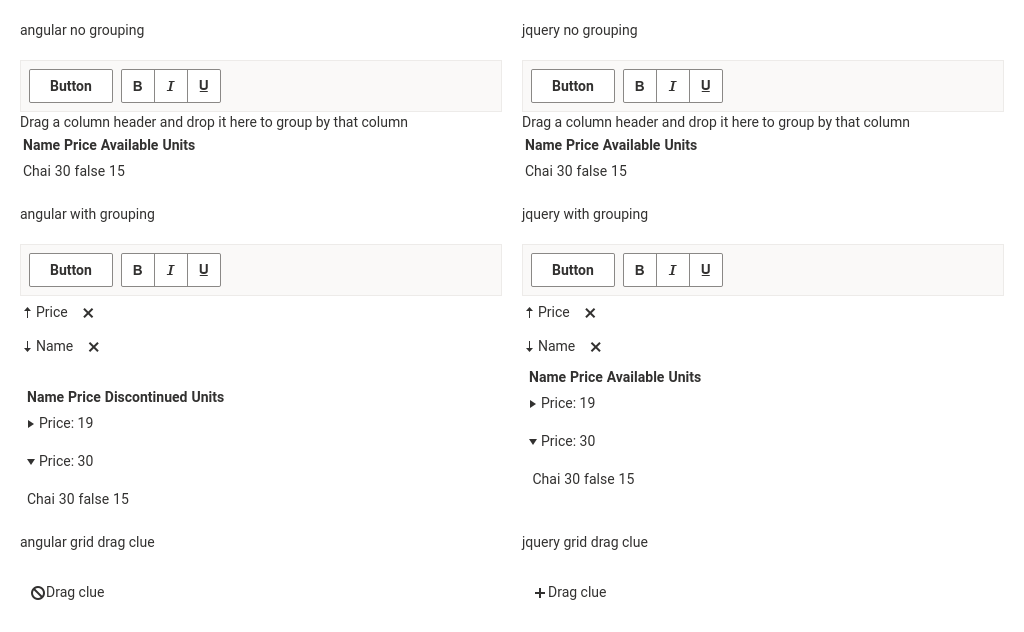 angular no grouping
Button B I U
Drag a column header and drop it here to group by that column
Name Price Available Units
Chai 30 false 15
angular with grouping
Button B I U
Price
Name
Name Price Discontinued Units
Price: 19
Price: 30
Chai 30 false 15
angular grid drag clue
Drag clue
jquery no grouping
Button B I U
Drag a column header and drop it here to group by that column
Name Price Available Units
Chai 30 false 15
jquery with grouping
Button B I U
Price
Name
Name Price Available Units
Price: 19
Price: 30
Chai 30 false 15
jquery grid drag clue
Drag clue